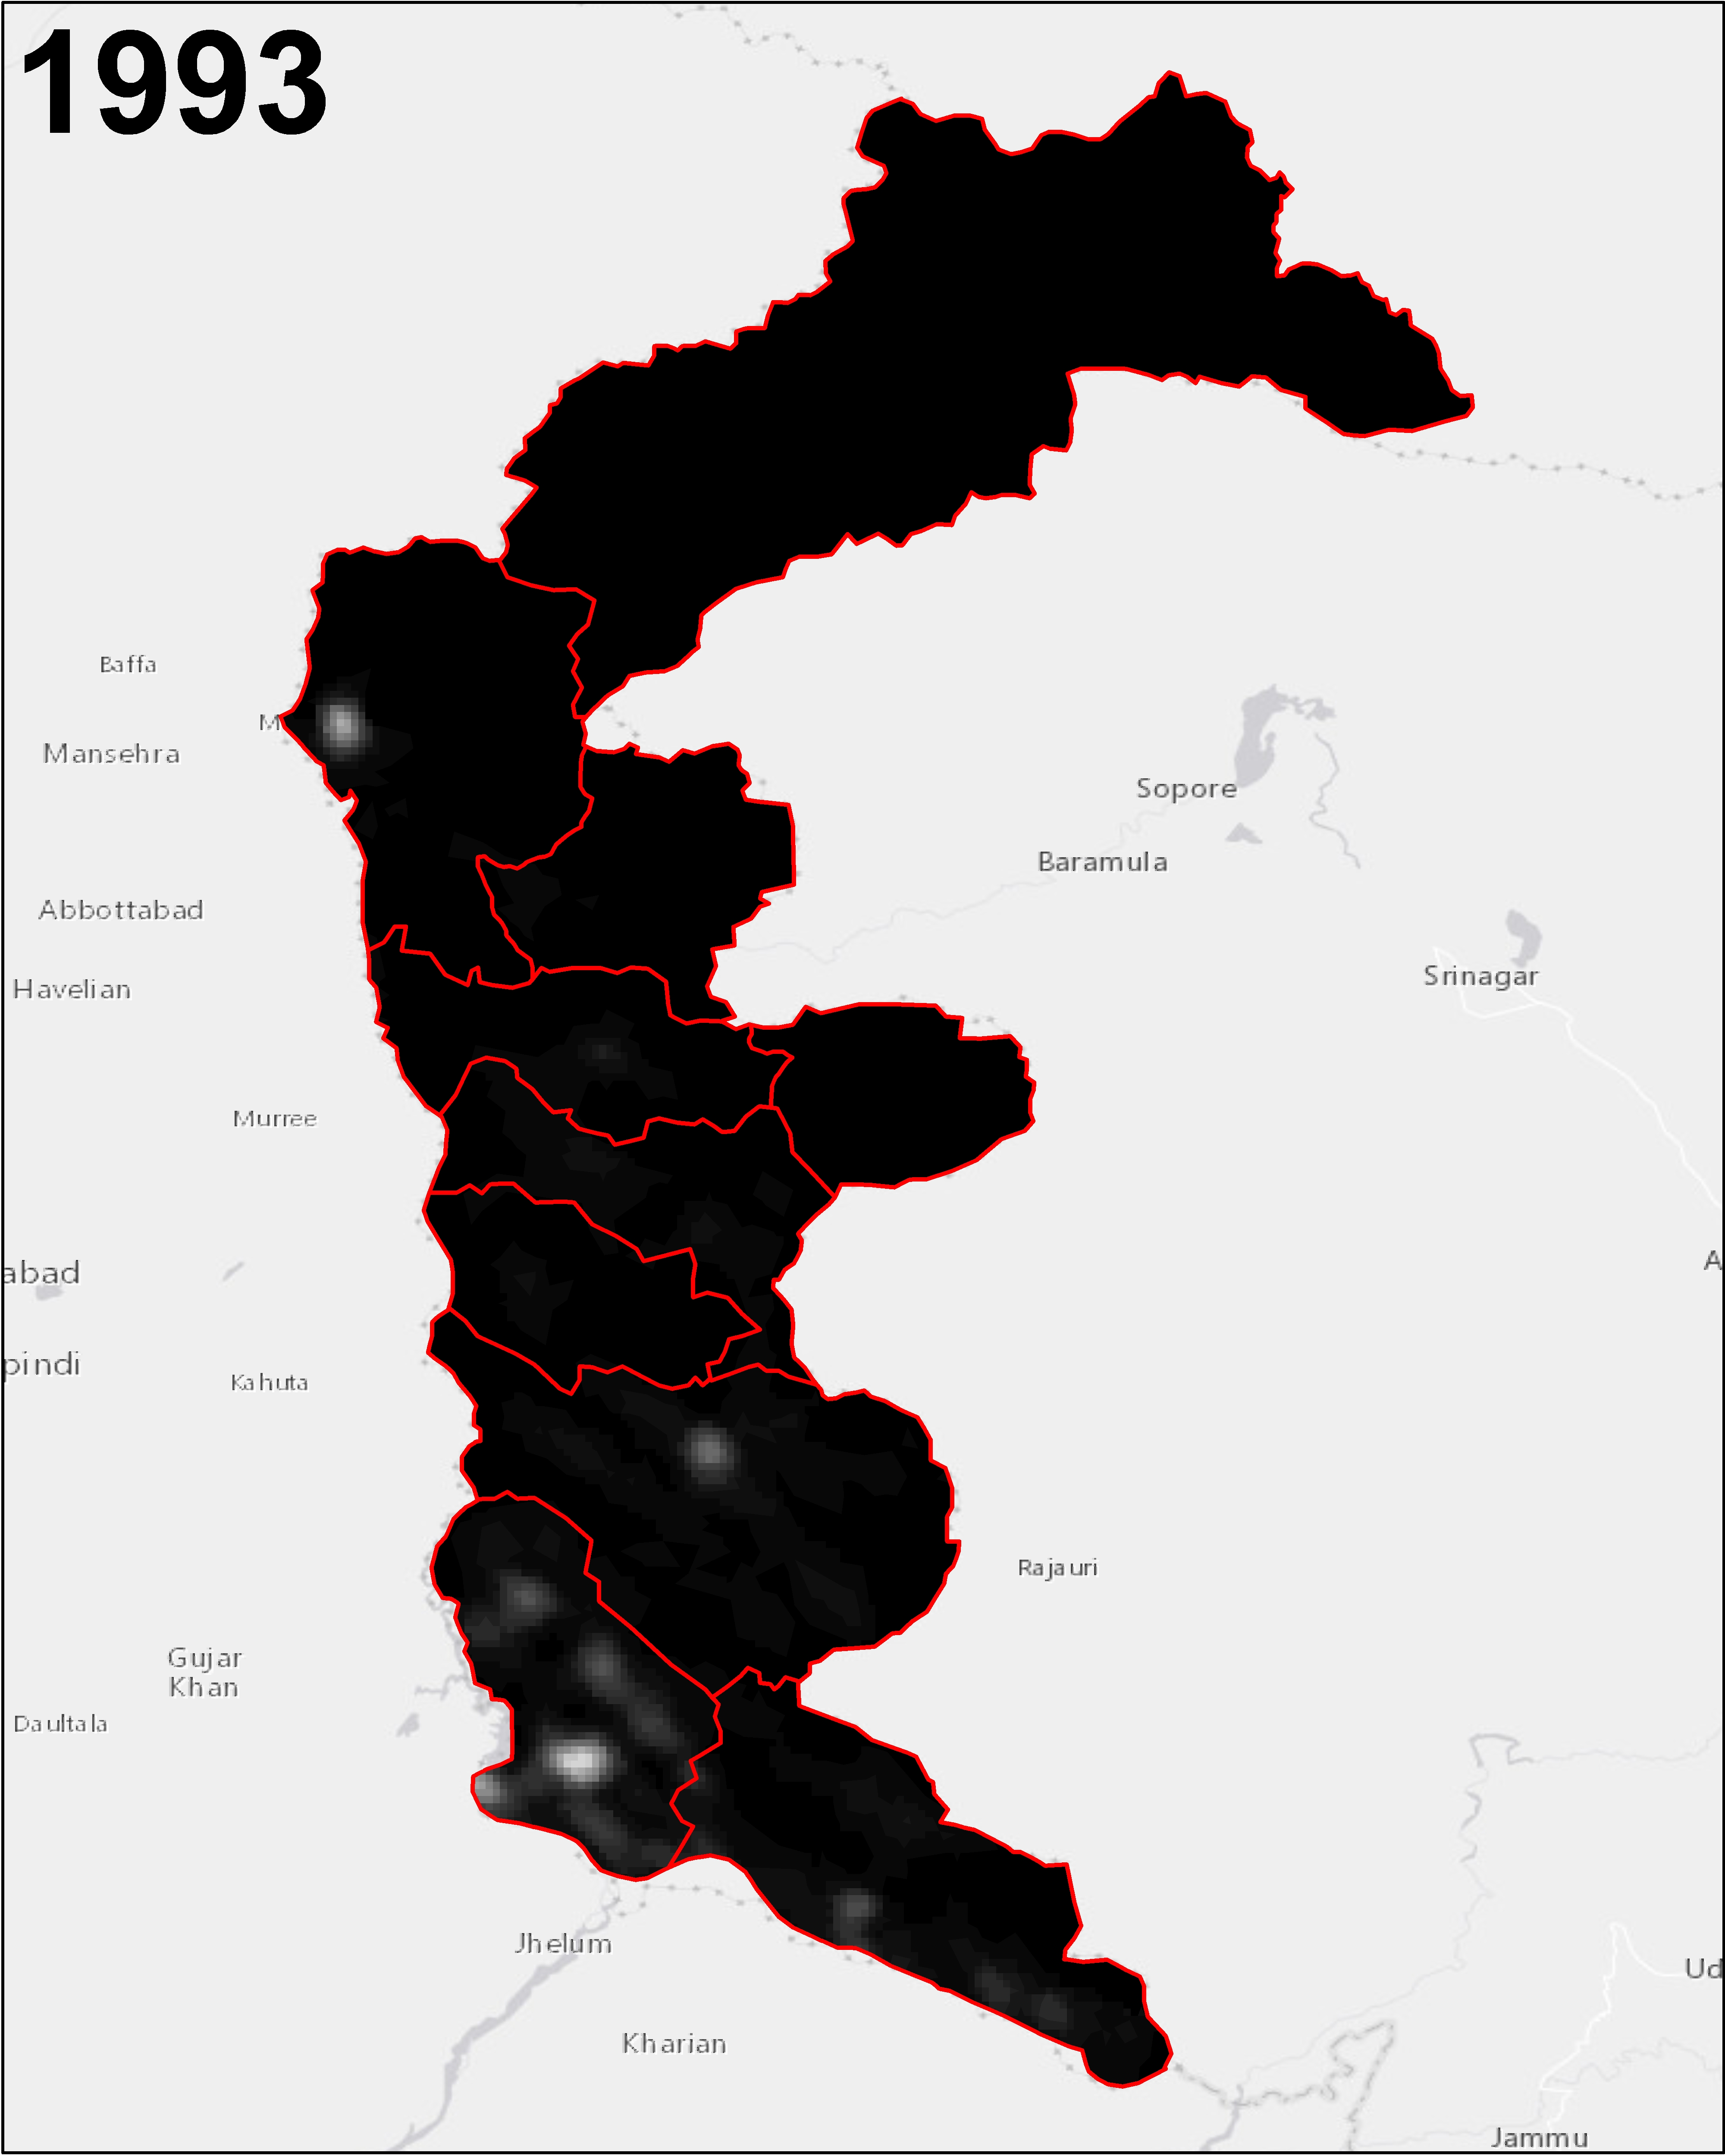 1993
Baffa
M
Mansehra
Sopore
Baramula
Abbottabad
Srinagar
Havelian
Murree
abad
A
pindi
Kahuta
Rajauri
Gujar
Khan
Daultala
Jhelum
Ud
Kharian
Jammu